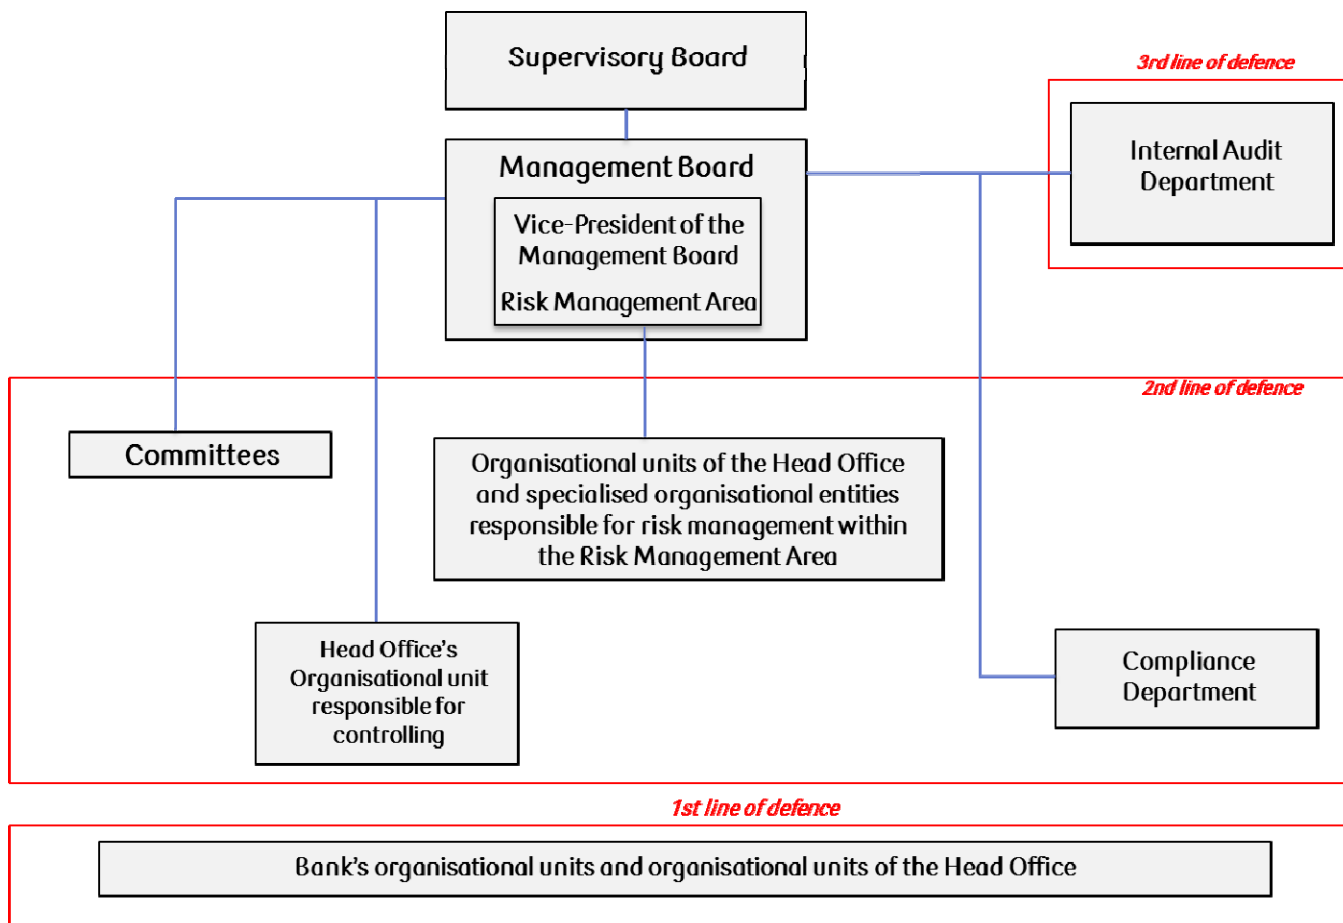 Supervisory Board
3rd line of defence
Internal Audit
Department
Management Board
Vice-President of the
Management Board
Risk Management Area
2nd line of defence
Committees
Organisational units of the Head Office
and specialised organisational entities
responsible for risk management within
the Risk Management Area
Head Office's
Organisational unit
responsible for
controlling
Compliance
Department
1st line of defence
Bank's organisational units and organisational units of the Head Office